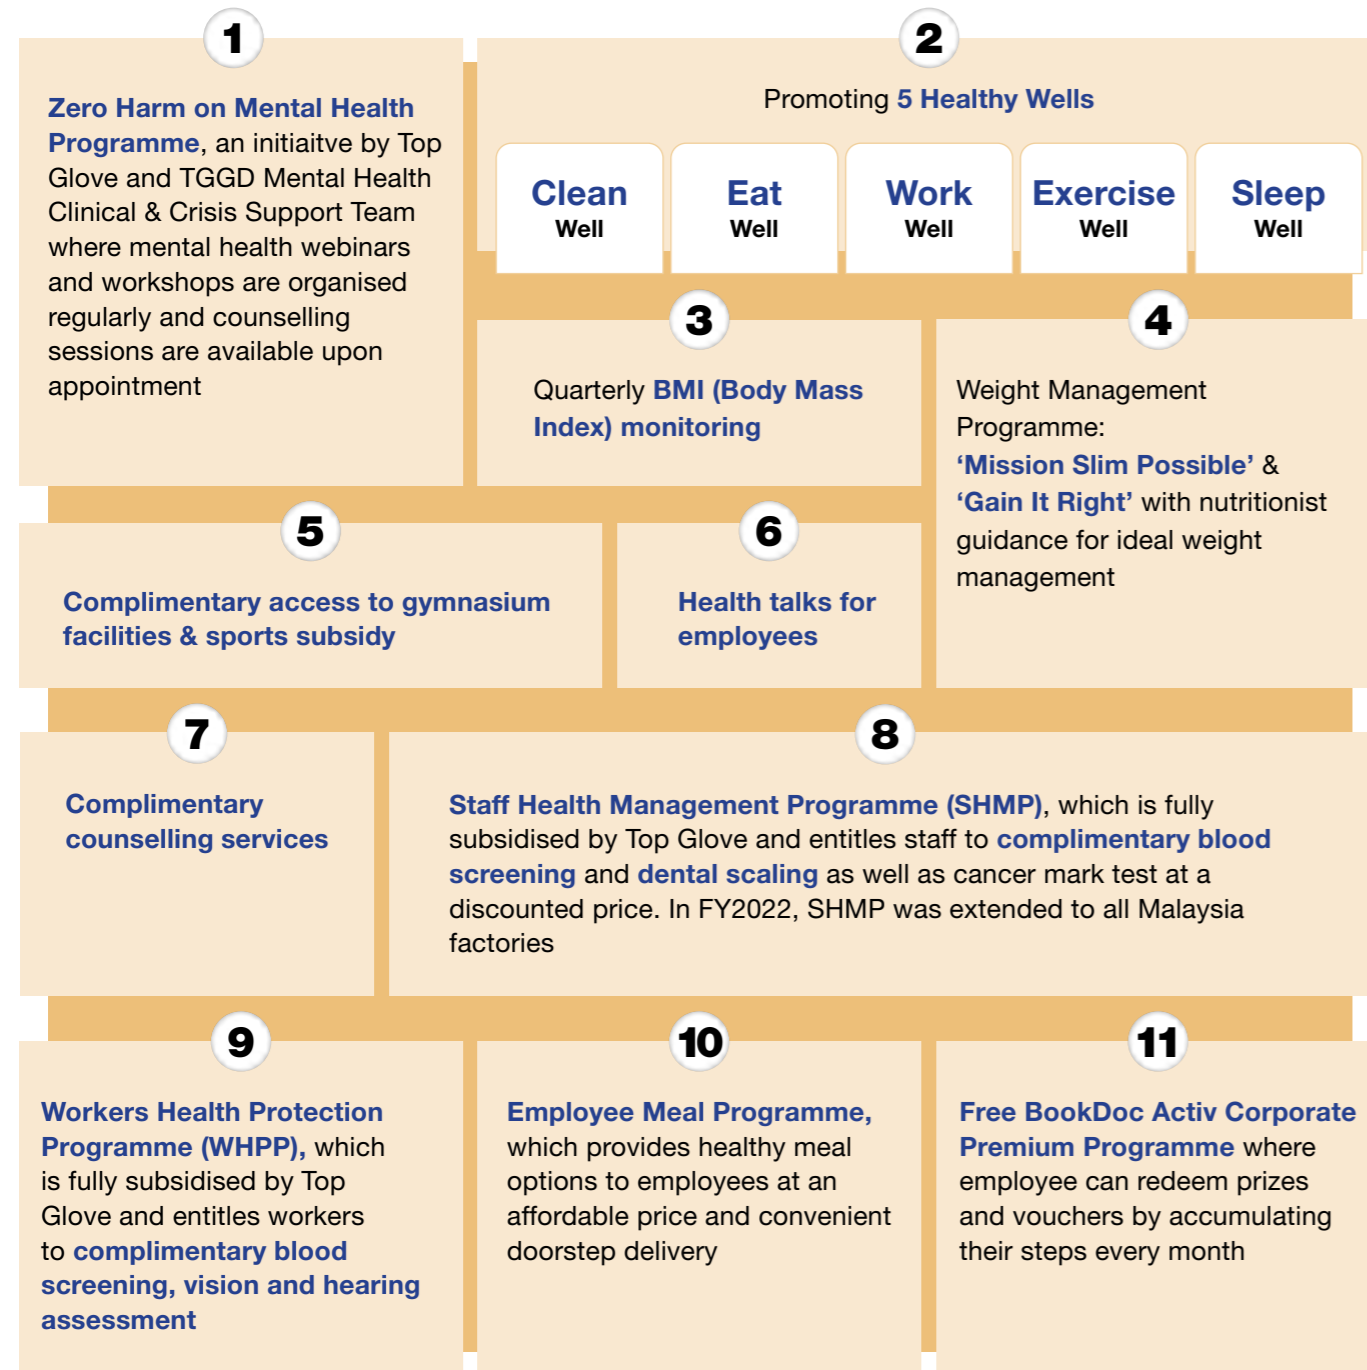 1
Zero Harm on Mental Health
Programme, an initiaitve by Top
Glove and TGGD Mental Health
Clinical & Crisis Support Team
where mental health webinars
and workshops are organised
regularly and counselling
sessions are available upon
appointment
2
Promoting 5 Healthy Wells
Clean
Well
Eat
Well
Work
Well
Exercise
Well
Sleep
Well
3
Quarterly BMI (Body Mass
Index) monitoring
4
Weight Management
Programme:
‘Mission Slim Possible’ &
‘Gain It Right’ with nutritionist
guidance for ideal weight
management
5
Complimentary access to gymnasium
facilities & sports subsidy
6
Health talks for
employees
7
Complimentary
counselling services
8
Staff Health Management Programme (SHMP), which is fully
subsidised by Top Glove and entitles staff to complimentary blood
screening and dental scaling as well as cancer mark test at a
discounted price. In FY2022, SHMP was extended to all Malaysia
factories
9
Workers Health Protection
Programme (WHPP), which
is fully subsidised by Top
Glove and entitles workers
to complimentary blood
screening, vision and hearing
assessment
10
Employee Meal Programme,
which provides healthy meal
options to employees at an
affordable price and convenient
doorstep delivery
11
Free BookDoc Activ Corporate
Premium Programme where
employee can redeem prizes
and vouchers by accumulating
their steps every month